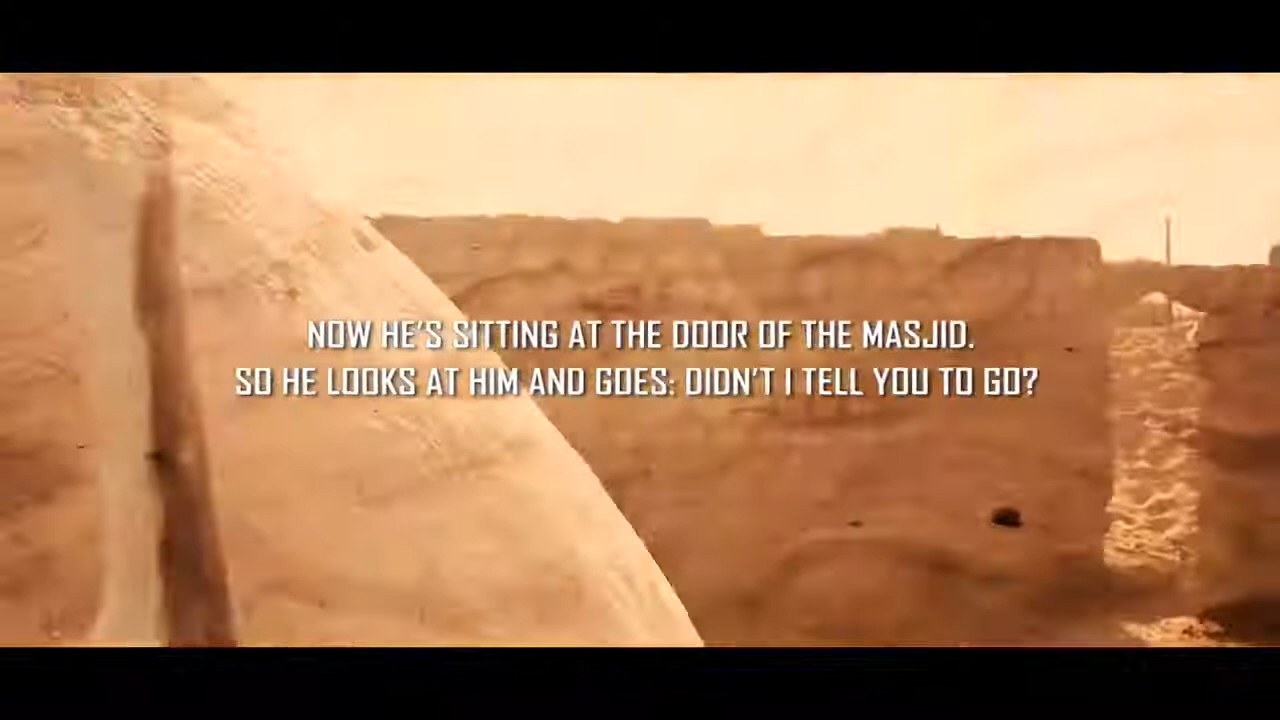 NOW HE'S SITTING AT THE DOOR OF THE MASJID.
SO HE LOOKS AT HIM AND GOES: DIDN'T I TELL YOU TO GO?